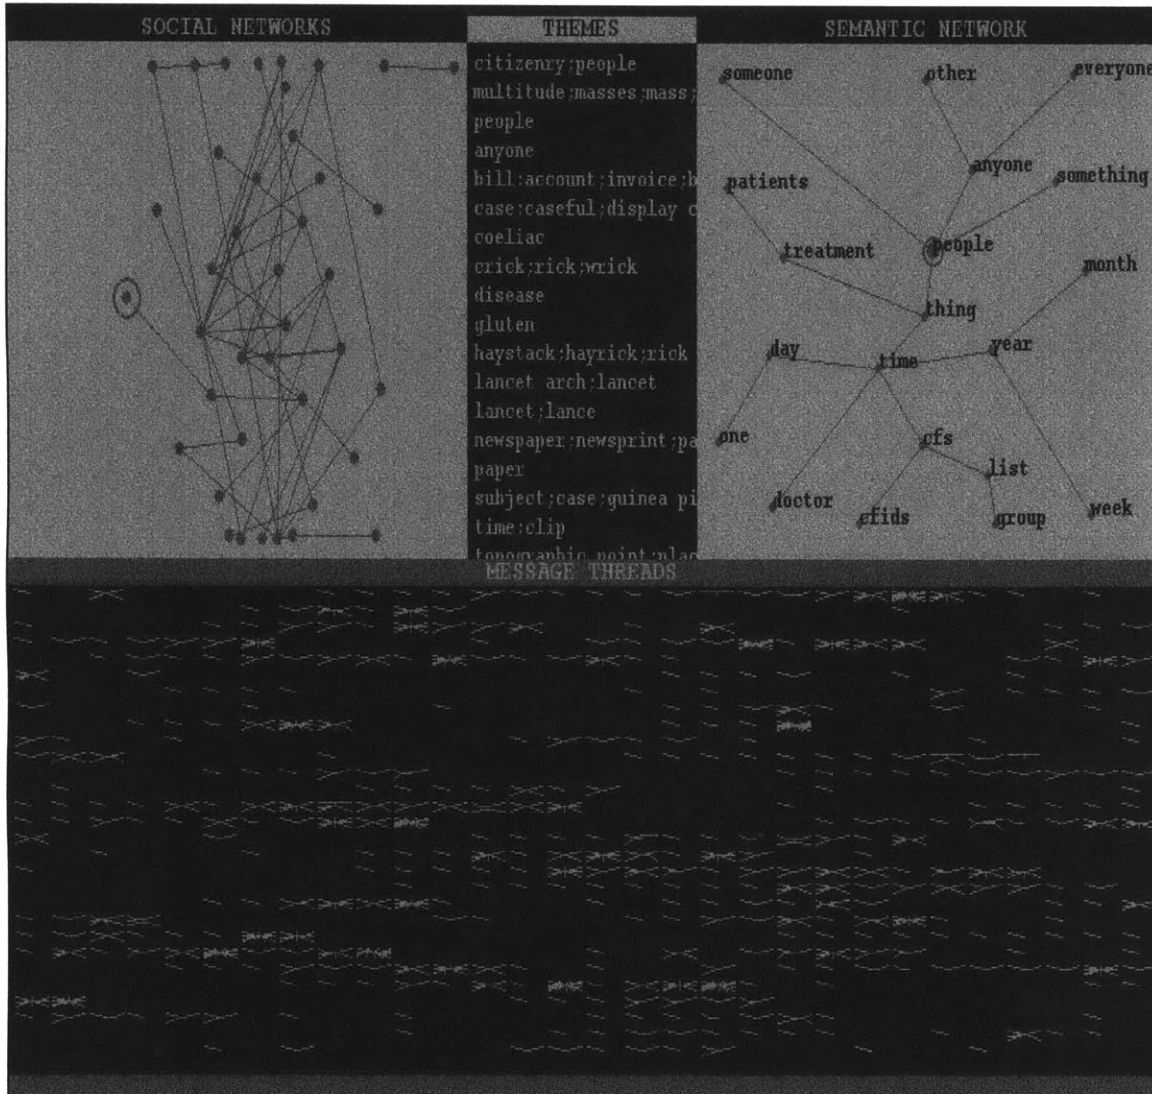 SOCIAL NETWORKS
THEMES
SEMANTIC NETWORK
citizenry;people
multitude;masses;mass;
people
anyone
bill:account;invoice;b
case:caseful;display c
coeliac
crick;rick;wrick
disease
gluten
haystack;hayrick;rick
lancet arch;lancet
lancet;lance
newspaper;newsprint;pa
paper
subject;case;guinea pi
time:clip
topographic point;plac
someone
other
everyone
anyone
patients
something
people
treatment
month
thing
day
time
year
one
cfs
list
doctor
cfids
group
week
MESSAGE THREADS